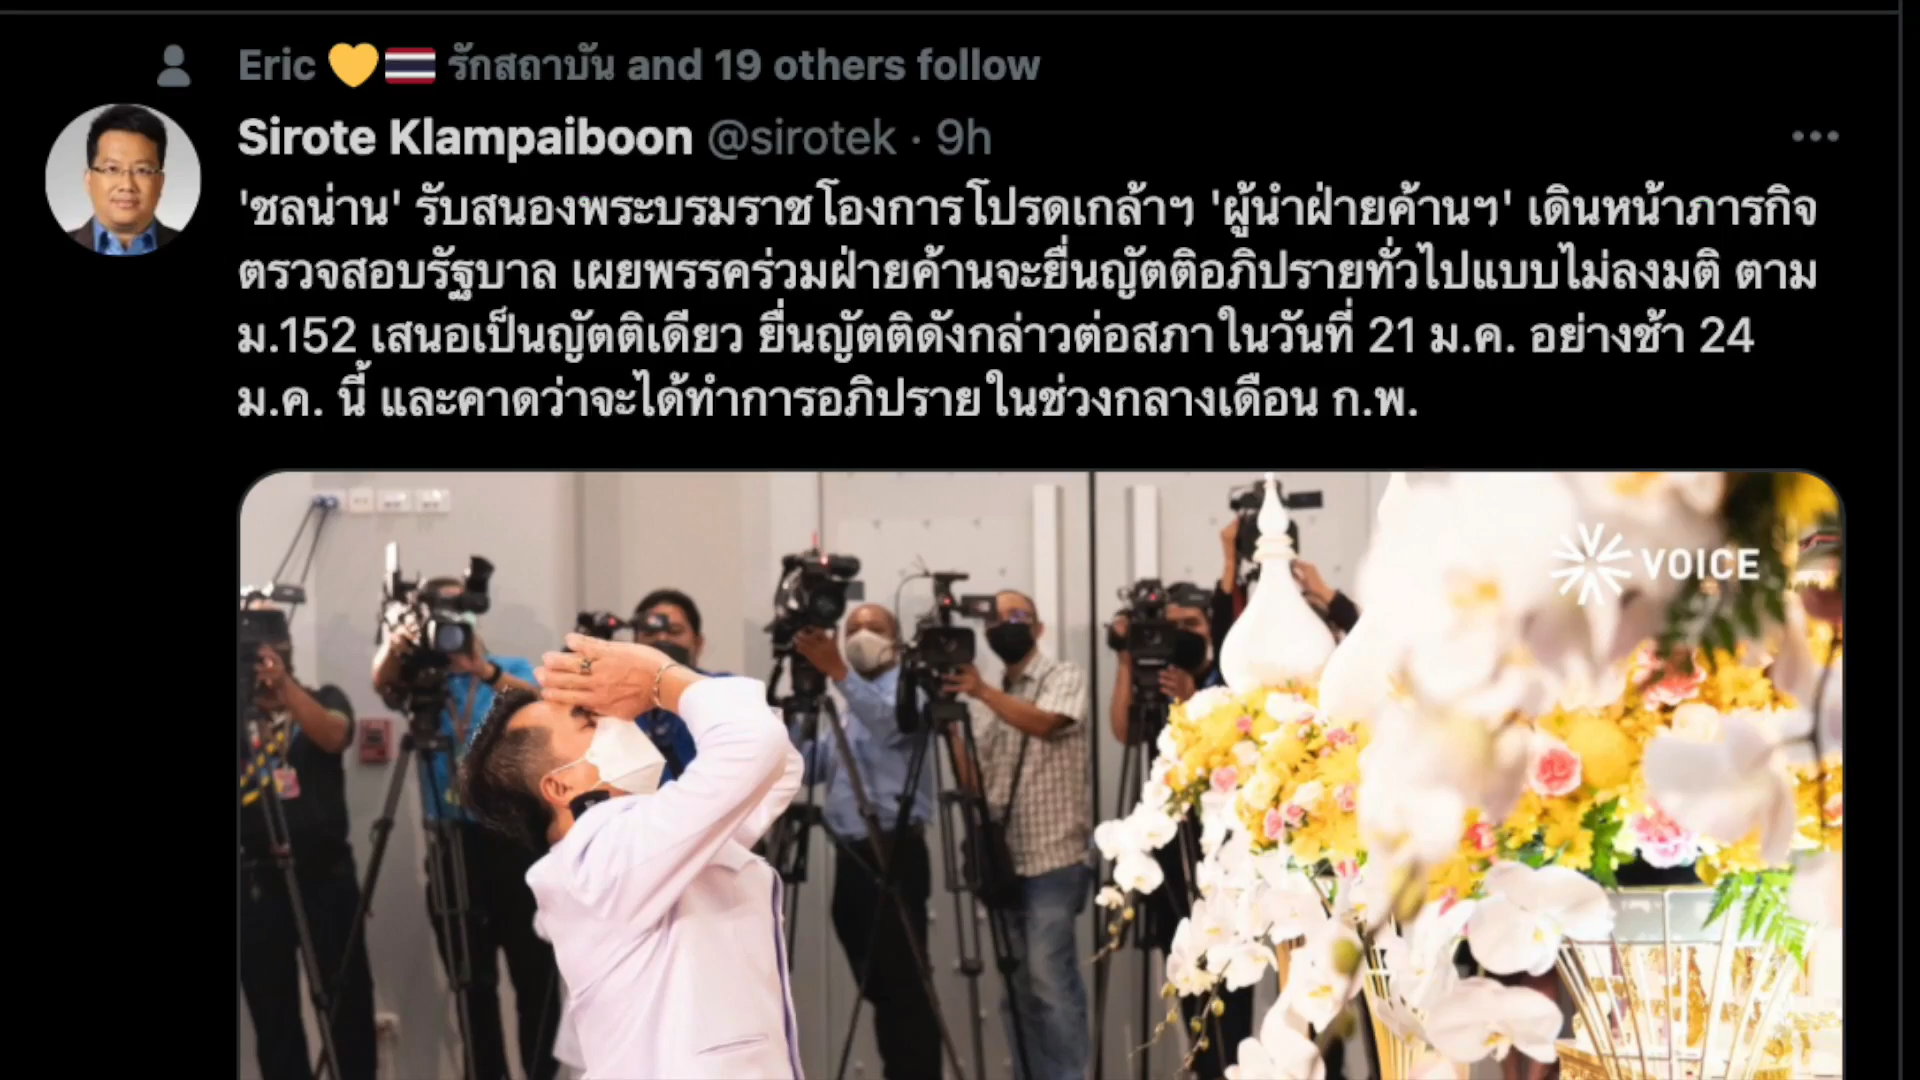 Eric 💛🇹🇭 รักสถาบัน and 19 others follow
Sirote Klampaiboon @sirotek · 9h
'ชลน่าน' รับสนองพระบรมราชโองการโปรดเกล้าฯ 'ผู้นำฝ่ายค้านฯ' เดินหน้าภารกิจ
ตรวจสอบรัฐบาล เผยพรรคร่วมฝ่ายค้านจะยื่นญัตติอภิปรายทั่วไปแบบไม่ลงมติ ตาม
ม.152 เสนอเป็นญัตติเดียว ยื่นญัตติดังกล่าวต่อสภาในวันที่ 21 ม.ค. อย่างช้า 24
ม.ค. นี้ และคาดว่าจะได้ทำการอภิปรายในช่วงกลางเดือน ก.พ.
VOICE